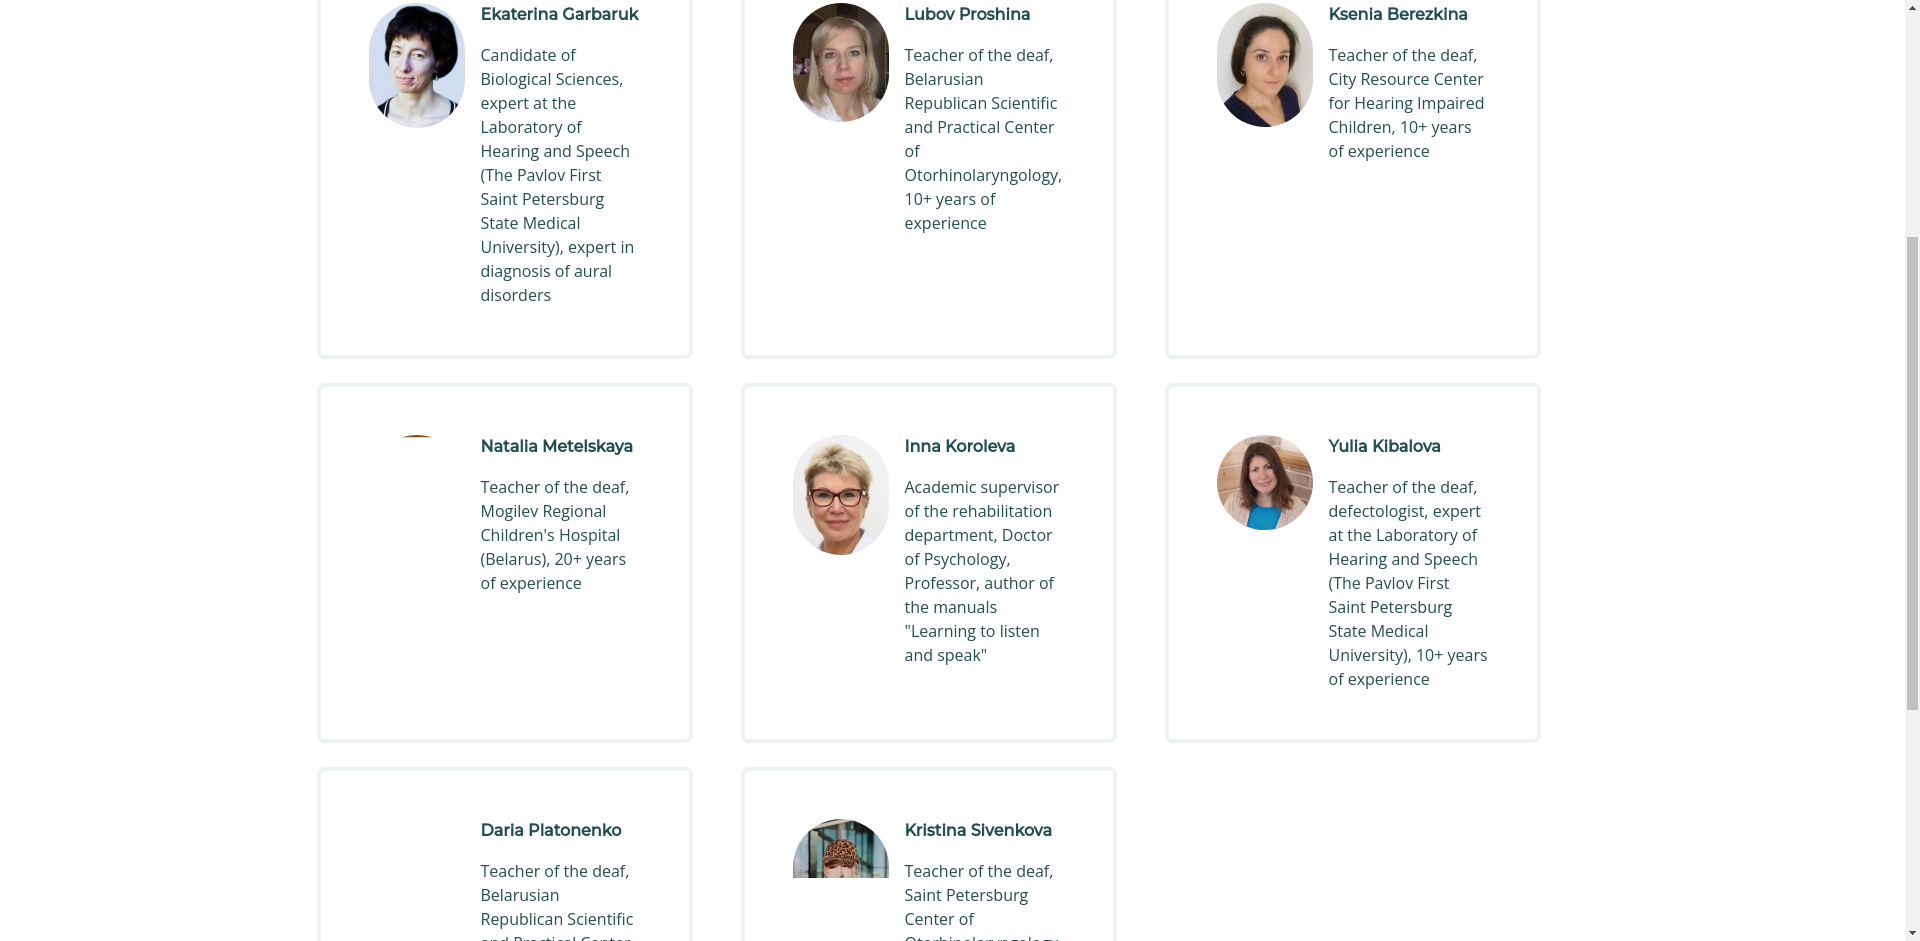 Ekaterina Garbaruk
Candidate of
Biological Sciences,
expert at the
Laboratory of
Hearing and Speech
(The Pavlov First
Saint Petersburg
State Medical
University), expert in
diagnosis of aural
disorders
Lubov Proshina
Teacher of the deaf,
Belarusian
Republican Scientific
and Practical Center
of
Otorhinolaryngology,
10+ years of
experience
Ksenia Berezkina
Teacher of the deaf,
City Resource Center
for Hearing Impaired
Children, 10+ years
of experience
Natalia Metelskaya
Teacher of the deaf,
Mogilev Regional
Children's Hospital
(Belarus), 20+ years
of experience
Inna Koroleva
Academic supervisor
of the rehabilitation
department, Doctor
of Psychology,
Professor, author of
the manuals
"Learning to listen
and speak"
Yulia Kibalova
Teacher of the deaf,
defectologist, expert
at the Laboratory of
Hearing and Speech
(The Pavlov First
Saint Petersburg
State Medical
University), 10+ years
of experience
Daria Platonenko
Teacher of the deaf,
Belarusian
Republican Scientific
and Practical Center
Kristina Sivenkova
Teacher of the deaf,
Saint Petersburg
Center of
Otorhinolaryngology